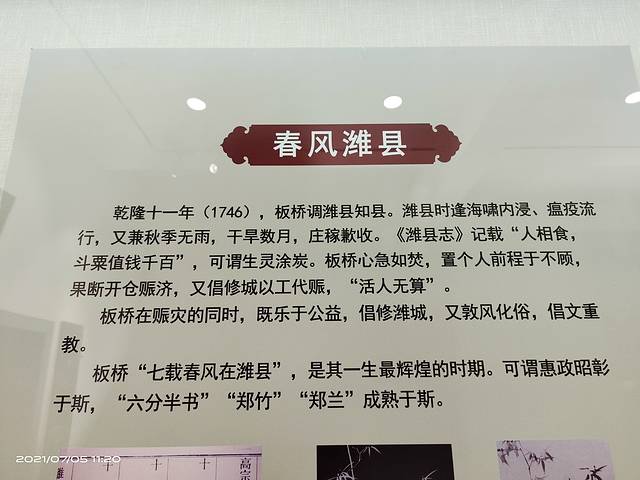 春风潍县
乾隆十一年（1746），板桥调潍县知县。潍县时逢海啸内浸、瘟疫流
行，又兼秋季无雨，干旱数月，庄稼歉收。《潍县志》记载“人相食，
斗粟值钱千百”，可谓生灵涂炭。板桥心急如焚，置个人前程于不顾，
果断开仓赈济，又倡修城以工代赈，“活人无算”。
板桥在赈灾的同时，既乐于公益，倡修潍城，又敦风化俗，倡文重
教。
板桥“七载春风在潍县”，是其一生最辉煌的时期。可谓惠政昭彰
于斯，“六分半书”“郑竹”“郑兰”成熟于斯。
2021/07/05 11:20